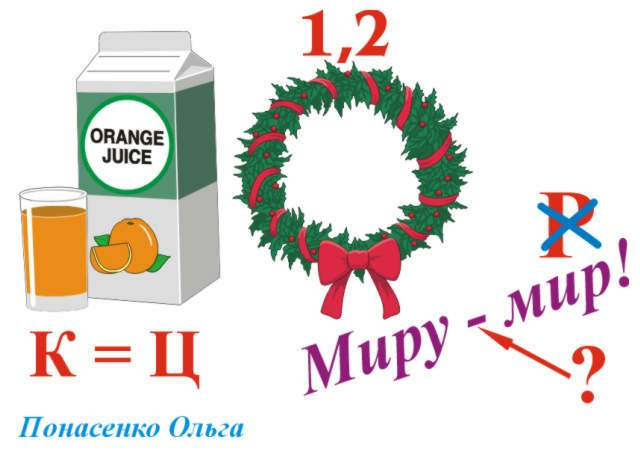 1,2
ORANGE
JUICE
Р
Миру - мир!
К = Ц
?
Понасенко Ольга